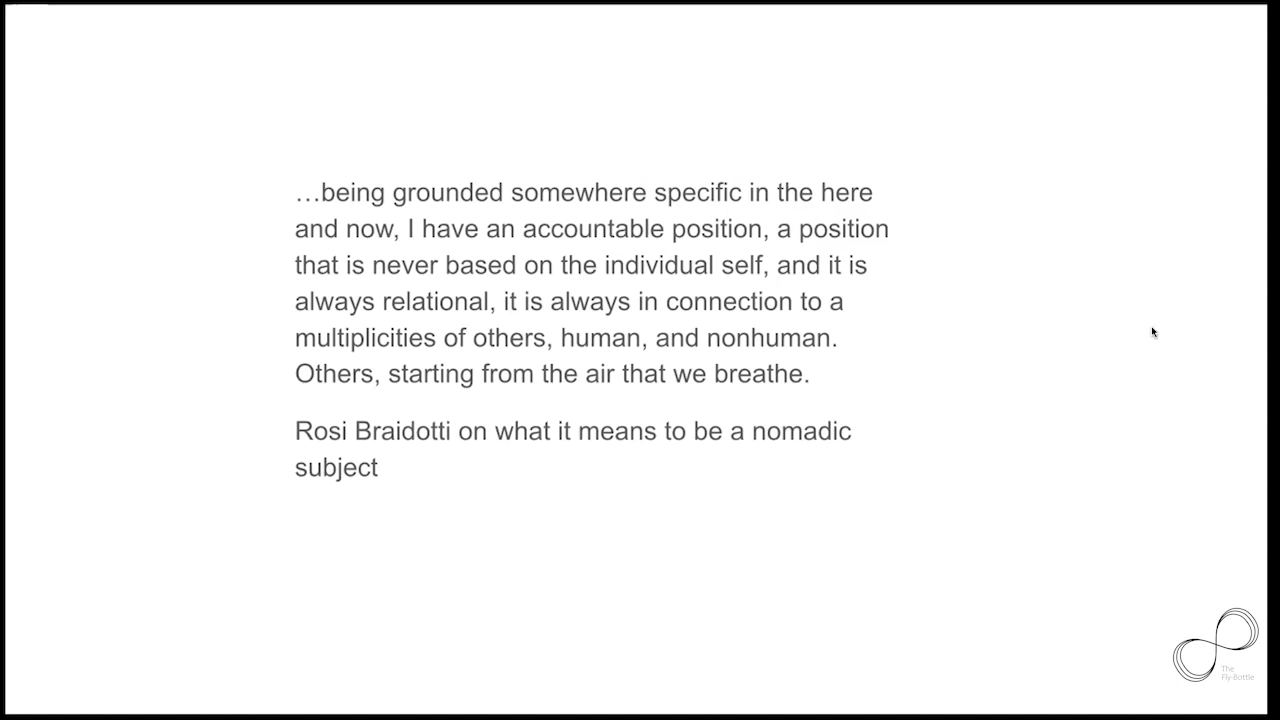 …being grounded somewhere specific in the here
and now, I have an accountable position, a position
that is never based on the individual self, and it is
always relational, it is always in connection to a
multiplicities of others, human, and nonhuman.
Others, starting from the air that we breathe.
Rosi Braidotti on what it means to be a nomadic
subject
The
Fly-Bottle